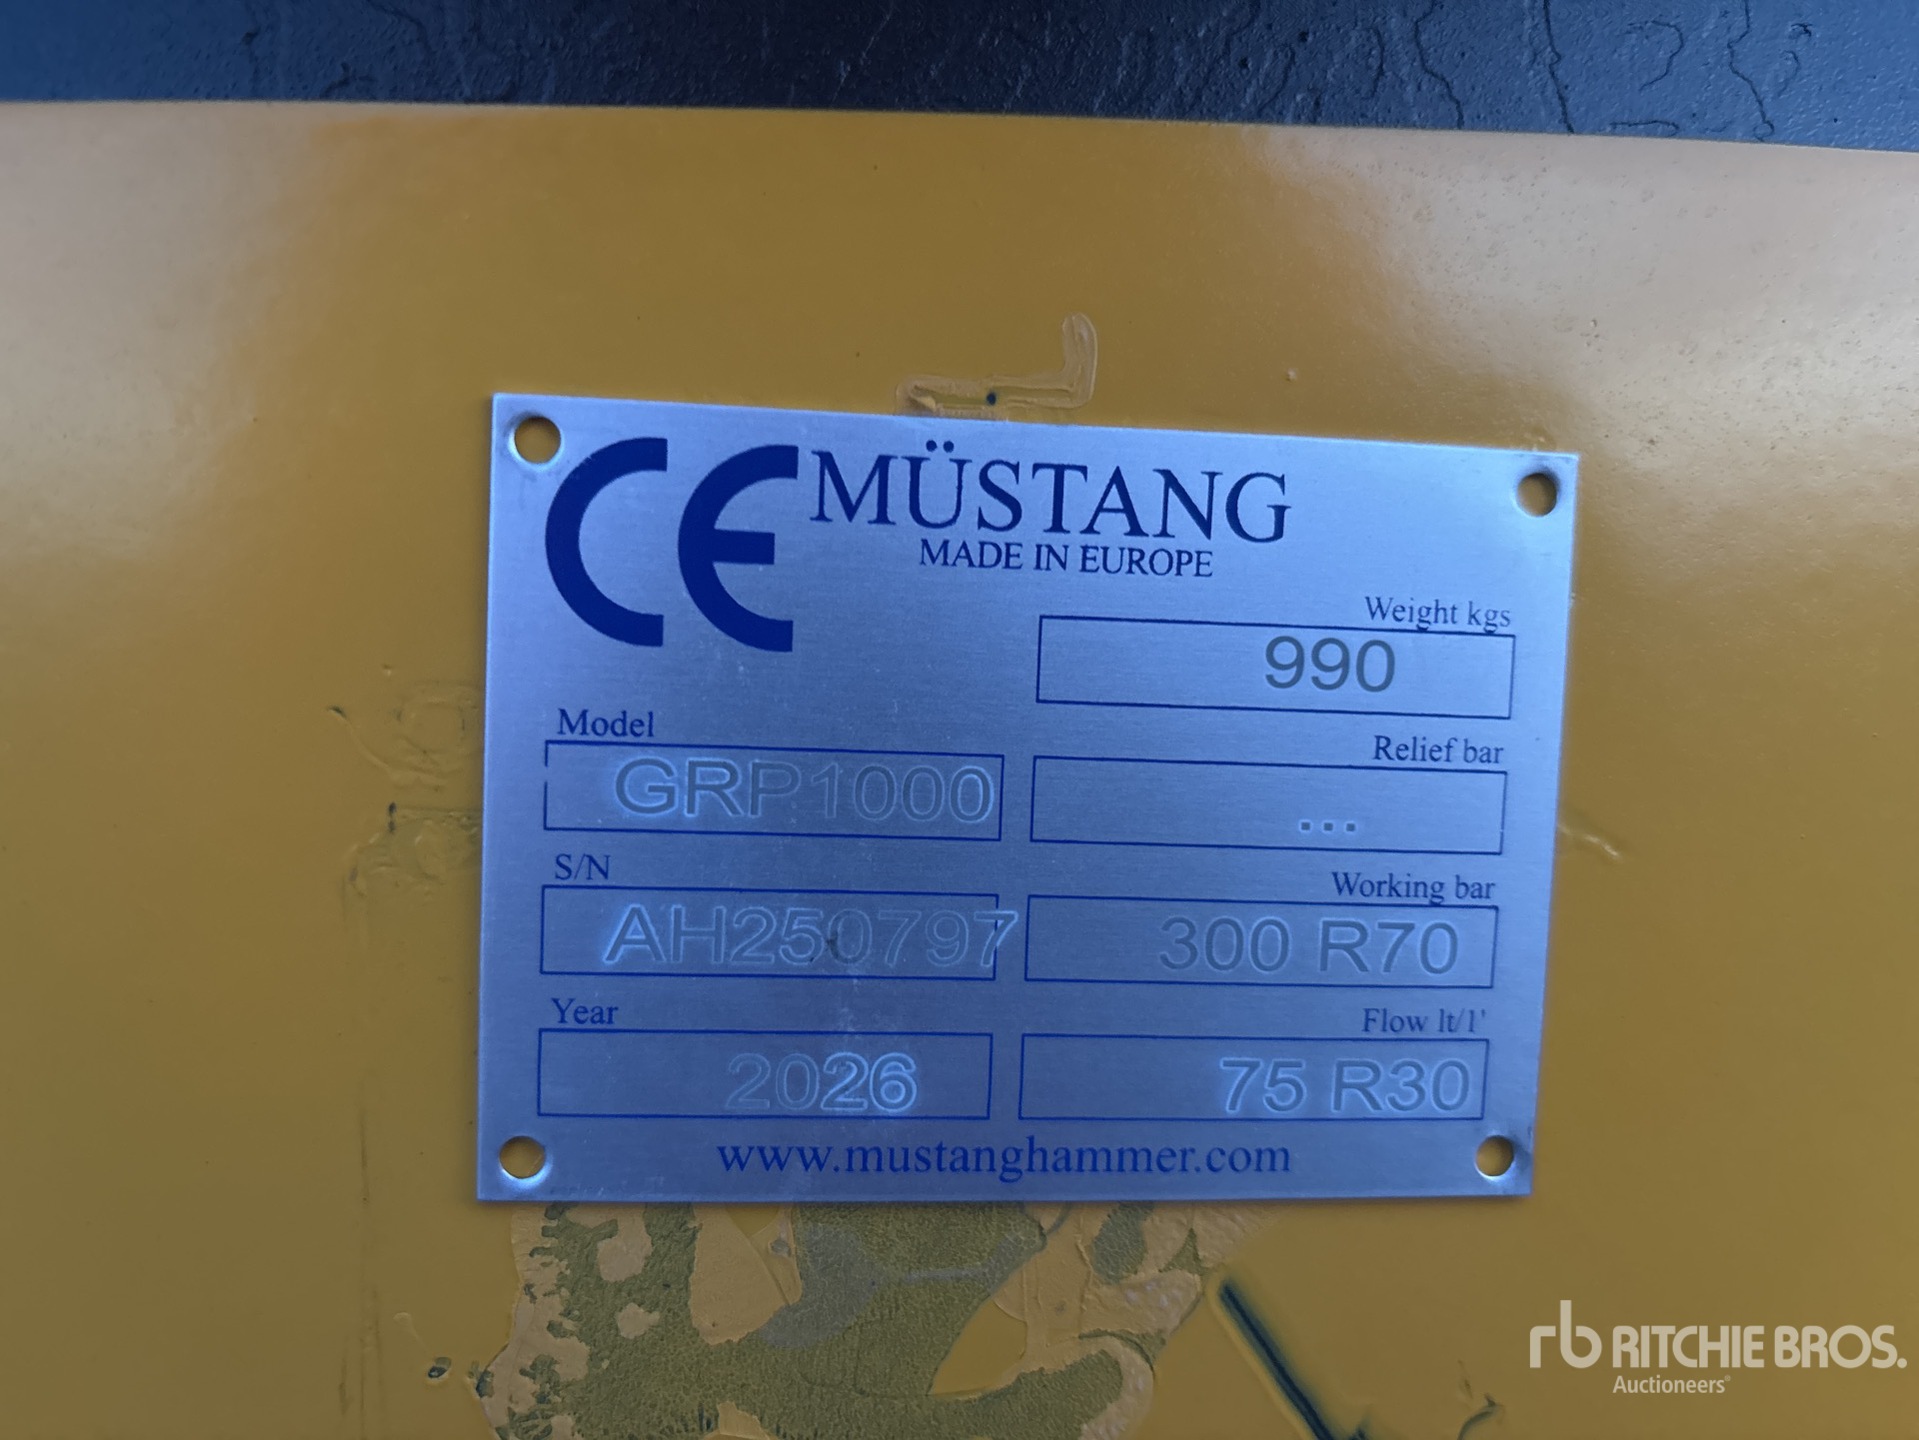 CE MÜSTANG
MADE IN EUROPE
Weight kgs
990
Model
GRP1000
Relief bar
...
S/N
AH250797
Working bar
300 R70
Year
2026
Flow lt/1'
75 R30
www.mustanghammer.com
rb RITCHIE BROS.
Auctioneers®